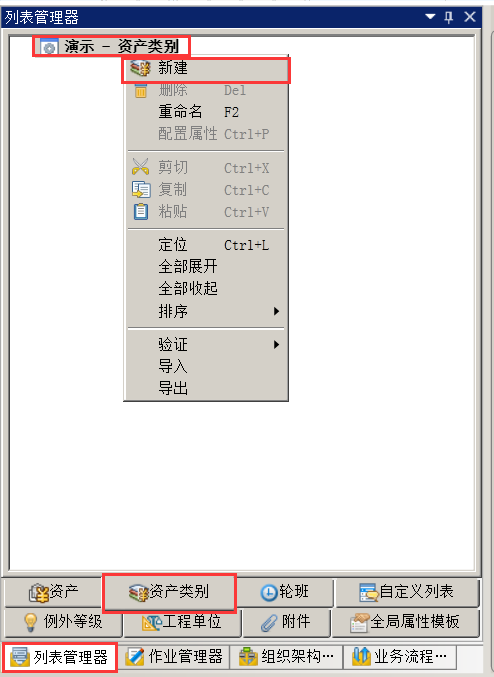 列表管理器
演示 - 资产类别
新建
删除 Del
重命名 F2
配置属性 Ctrl+P
剪切 Ctrl+X
复制 Ctrl+C
粘贴 Ctrl+V
定位 Ctrl+L
全部展开
全部收起
排序
验证
导入
导出
资产 资产类别 轮班 自定义列表
例外等级 工程单位 附件 全局属性模板
列表管理器 作业管理器 组织架构… 业务流程…